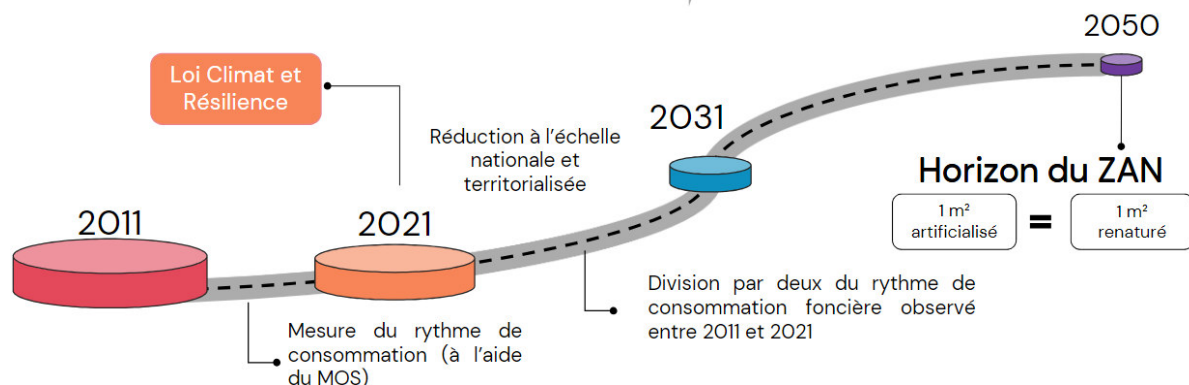 2050
Loi Climat et
Résilience
2031
Réduction à l'échelle
nationale et
territorialisée
Horizon du ZAN
1 m²
artificialisé
=
1 m²
renaturé
2011
2021
Division par deux du rythme de
consommation foncière observé
entre 2011 et 2021
Mesure du rythme de
consommation (à l'aide
du MOS)